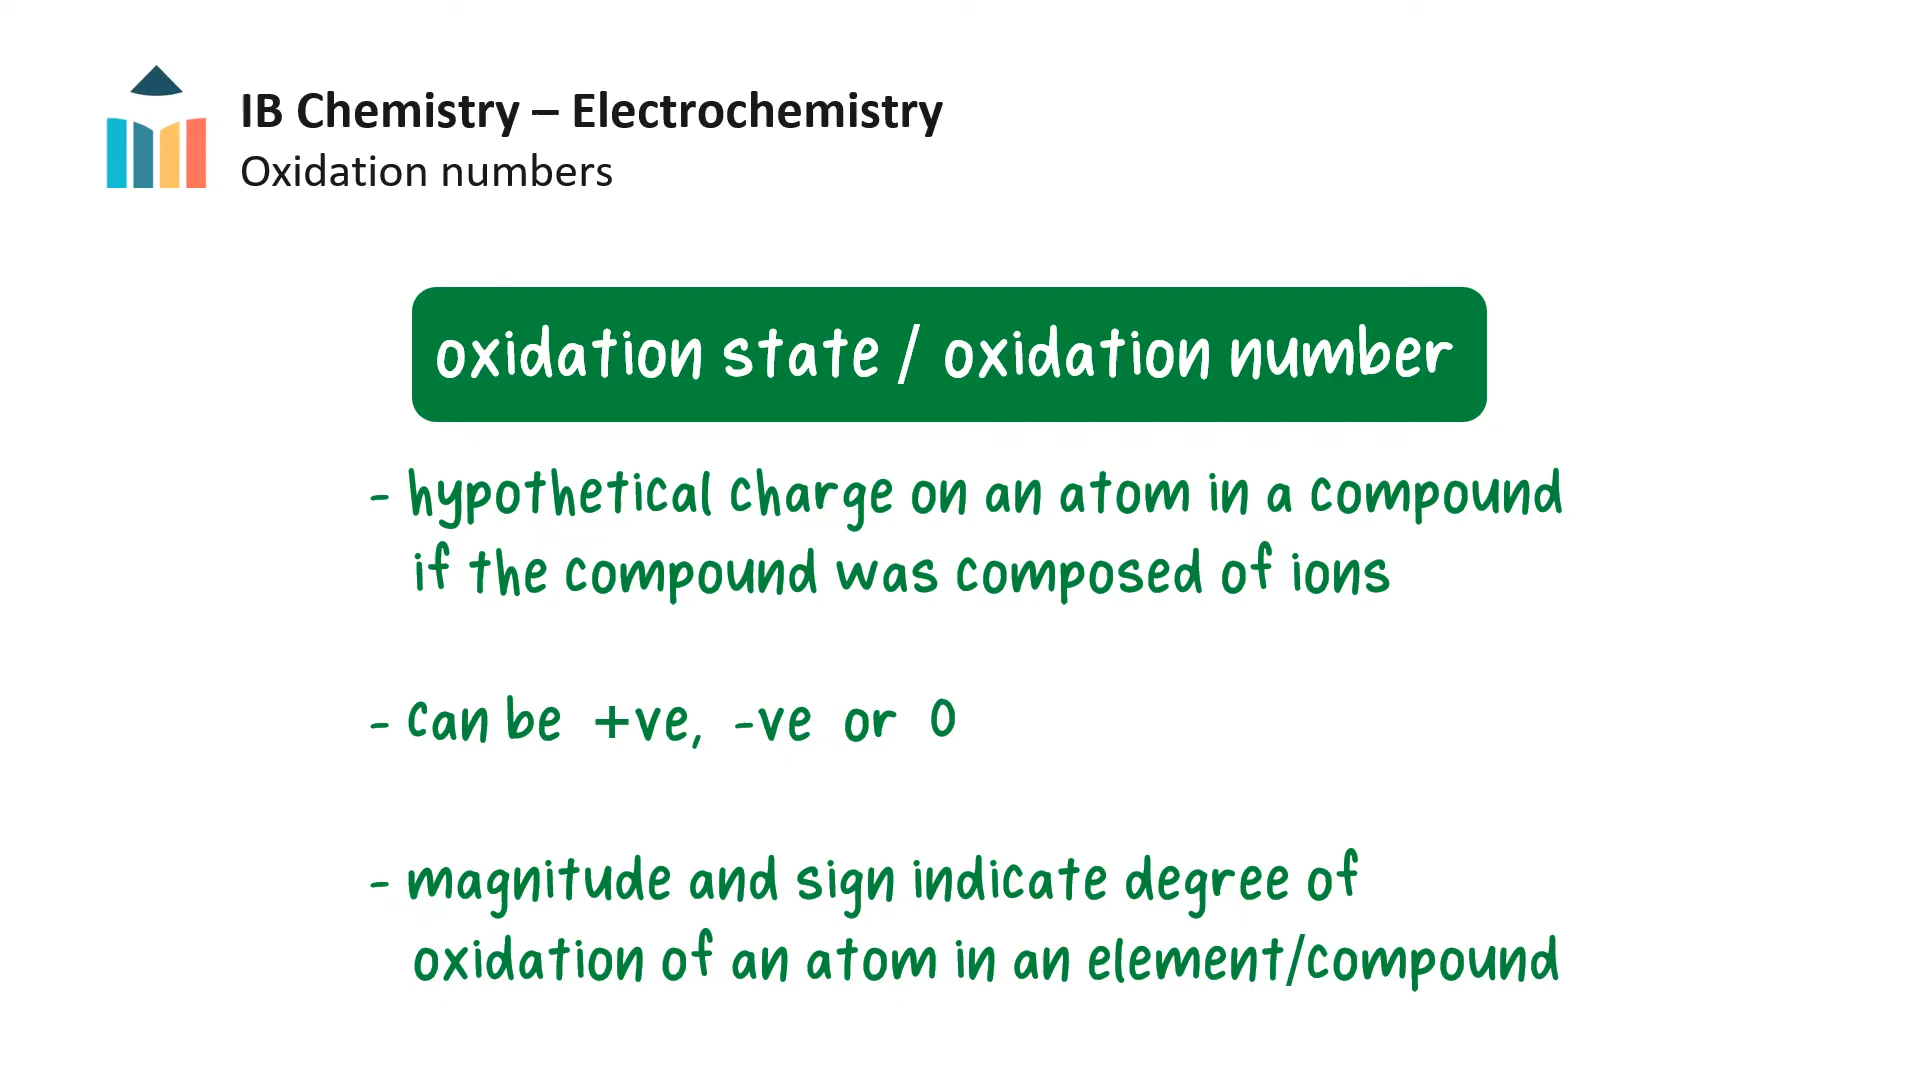 IB Chemistry – Electrochemistry
Oxidation numbers
oxidation state / oxidation number
- hypothetical charge on an atom in a compound
if the compound was composed of ions
- can be +ve, -ve or 0
- magnitude and sign indicate degree of
oxidation of an atom in an element/compound